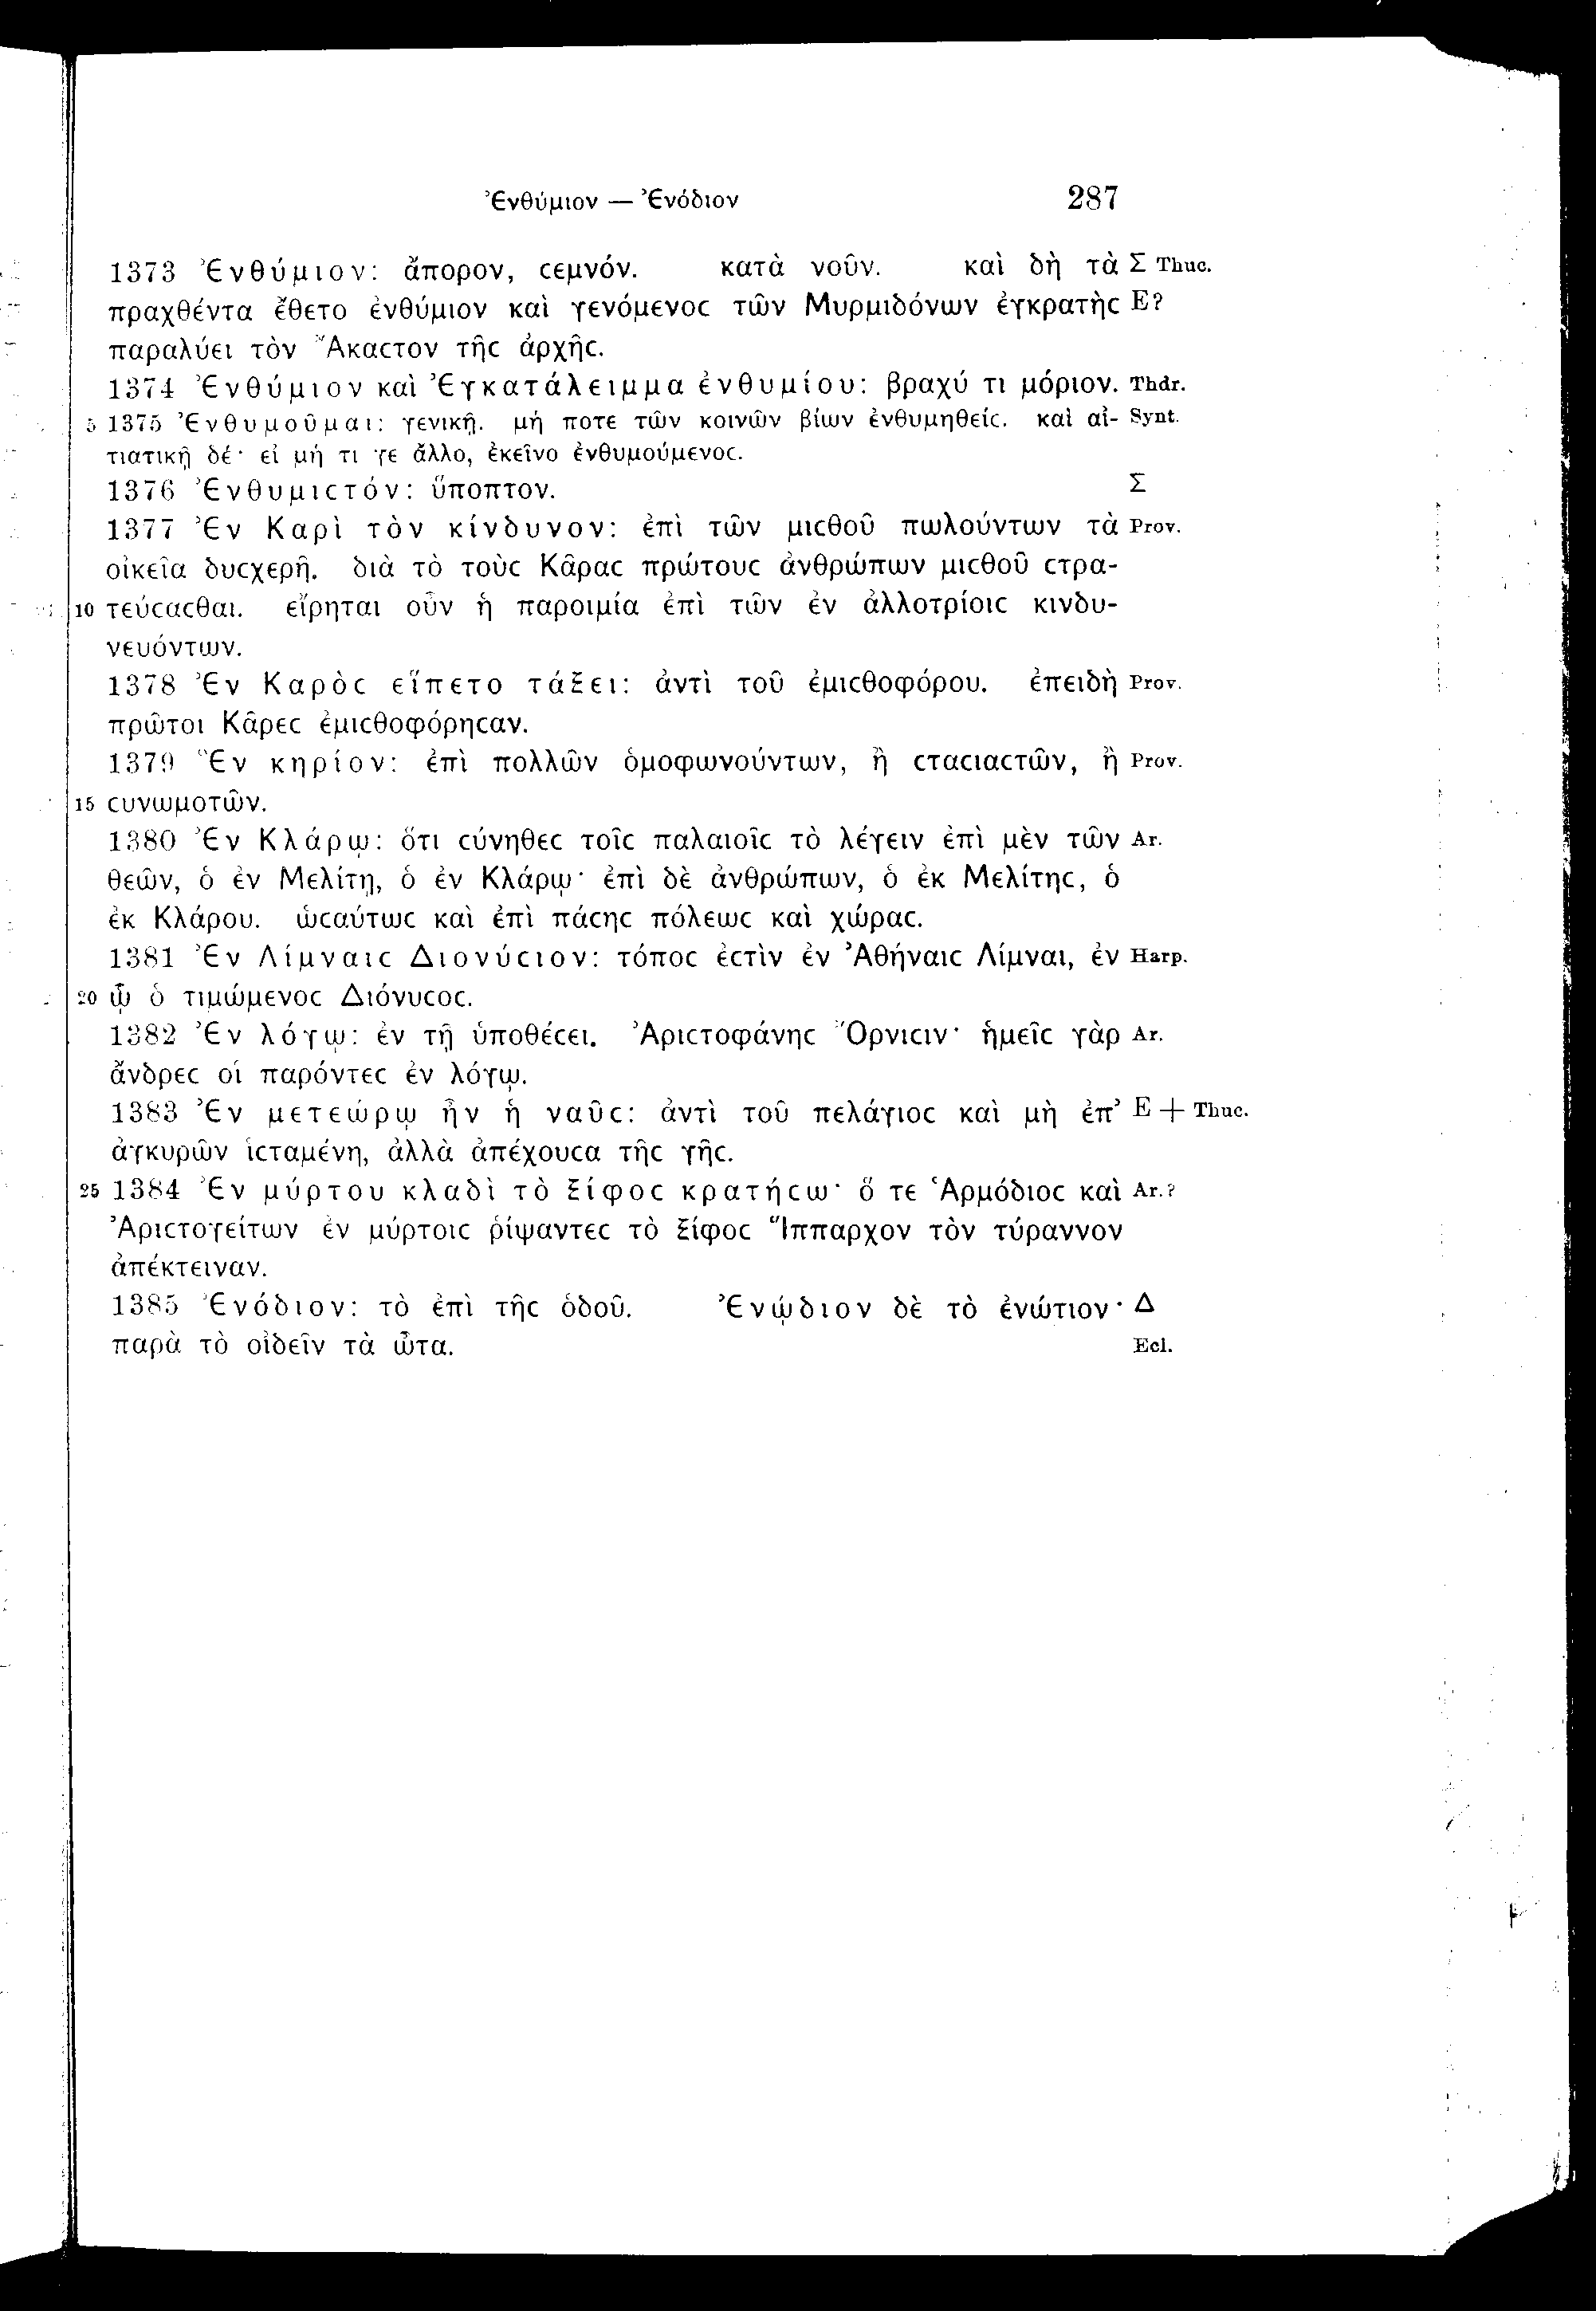 Ἐνθύμιον — Ἐνόδιον 287
1373 Ἐνθύμιον: ἄπορον, ϲεμνόν. κατὰ νοῦν. καὶ δὴ τὰ Σ Thuc.
πραχθέντα ἔθετο ἐνθύμιον καὶ γενόμενοϲ τῶν Μυρμιδόνων ἐγκρατὴϲ E?
παραλύει τὸν Ἄκαϲτον τῆϲ ἀρχῆϲ.
1374 Ἐνθύμιον καὶ Ἐγκατάλειμμα ἐνθυμίου: βραχύ τι μόριον. Thdr.
5 1375 Ἐνθυμοῦμαι: γενικῇ. μή ποτε τῶν κοινῶν βίων ἐνθυμηθείϲ. καὶ αἰ- Synt.
τιατικῇ δέ· εἰ μή τι γε ἄλλο, ἐκεῖνο ἐνθυμούμενοϲ.
1376 Ἐνθυμιϲτόν: ὕποπτον. Σ
1377 Ἐν Καρὶ τὸν κίνδυνον: ἐπὶ τῶν μιϲθοῦ πωλούντων τὰ Prov.
οἰκεῖα δυϲχερῆ. διὰ τὸ τοὺϲ Κᾶραϲ πρώτουϲ ἀνθρώπων μιϲθοῦ ϲτρα-
10 τεύϲαϲθαι. εἴρηται οὖν ἡ παροιμία ἐπὶ τῶν ἐν ἀλλοτρίοιϲ κινδυ-
νευόντων.
1378 Ἐν Καρὸϲ εἵπετο τάξει: ἀντὶ τοῦ ἐμιϲθοφόρου. ἐπειδὴ Prov.
πρῶτοι Κᾶρεϲ ἐμιϲθοφόρηϲαν.
1379 Ἓν κηρίον: ἐπὶ πολλῶν ὁμοφωνούντων, ἢ ϲταϲιαϲτῶν, ἢ Prov.
15 ϲυνωμοτῶν.
1380 Ἐν Κλάρῳ: ὅτι ϲύνηθεϲ τοῖϲ παλαιοῖϲ τὸ λέγειν ἐπὶ μὲν τῶν Ar.
θεῶν, ὁ ἐν Μελίτῃ, ὁ ἐν Κλάρῳ· ἐπὶ δὲ ἀνθρώπων, ὁ ἐκ Μελίτηϲ, ὁ
ἐκ Κλάρου. ὡϲαύτωϲ καὶ ἐπὶ πάϲηϲ πόλεωϲ καὶ χώραϲ.
1381 Ἐν Λίμναιϲ Διονύϲιον: τόποϲ ἐϲτὶν ἐν Ἀθήναιϲ Λίμναι, ἐν Harp.
20 ᾧ ὁ τιμώμενοϲ Διόνυϲοϲ.
1382 Ἐν λόγῳ: ἐν τῇ ὑποθέϲει. Ἀριϲτοφάνηϲ Ὄρνιϲιν· ἡμεῖϲ γὰρ Ar.
ἄνδρεϲ οἱ παρόντεϲ ἐν λόγῳ.
1383 Ἐν μετεώρῳ ἦν ἡ ναῦϲ: ἀντὶ τοῦ πελάγιοϲ καὶ μὴ ἐπ’ E + Thuc.
ἀγκυρῶν ἱϲταμένη, ἀλλὰ ἀπέχουϲα τῆϲ γῆϲ.
25 1384 Ἐν μύρτου κλαδὶ τὸ ξίφοϲ κρατήϲω· ὅ τε Ἁρμόδιοϲ καὶ Ar.?
Ἀριϲτογείτων ἐν μύρτοιϲ ῥίψαντεϲ τὸ ξίφοϲ Ἵππαρχον τὸν τύραννον
ἀπέκτειναν.
1385 Ἐνόδιον: τὸ ἐπὶ τῆϲ ὁδοῦ. Ἐνῴδιον δὲ τὸ ἐνώτιον· Δ
παρὰ τὸ οἰδεῖν τὰ ὦτα. Ecl.